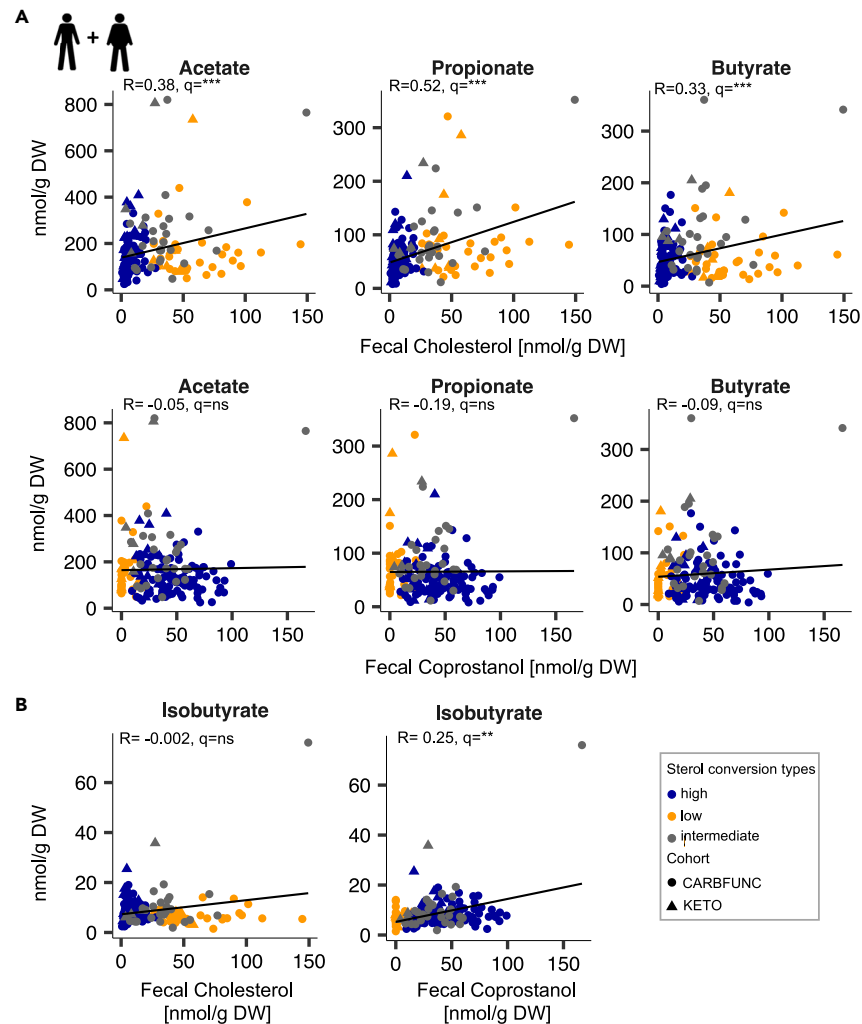 A
+
Acetate
Propionate
Butyrate
R=0.38, q=***
R=0.52, q=***
R=0.33, q=***
nmol/g DW
800
600
400
200
0
0 50 100 150
300
200
100
0
0 50 100 150
300
200
100
0
0 50 100 150
Fecal Cholesterol [nmol/g DW]
Acetate
Propionate
Butyrate
R= -0.05, q=ns
R= -0.19, q=ns
R= -0.09, q=ns
nmol/g DW
800
600
400
200
0
0 50 100 150
300
200
100
0
0 50 100 150
300
200
100
0
0 50 100 150
Fecal Coprostanol [nmol/g DW]
B
Isobutyrate
Isobutyrate
R= -0.002, q=ns
R= 0.25, q=**
nmol/g DW
60
40
20
0
0 50 100 150
Fecal Cholesterol
[nmol/g DW]
60
40
20
0
0 50 100 150
Fecal Coprostanol
[nmol/g DW]
Sterol conversion types
high
low
intermediate
Cohort
CARBFUNC
KETO